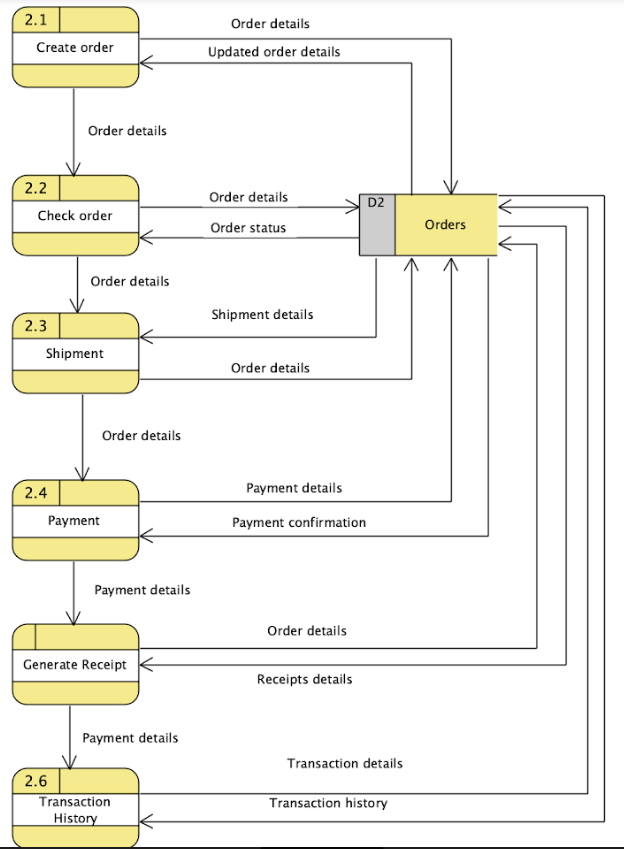 2.1
Order details
Create order
Updated order details
Order details
2.2
Check order
Order details
D2
Orders
Order status
Order details
2.3
Shipment details
Shipment
Order details
Order details
2.4
Payment details
Payment
Payment confirmation
Payment details
Order details
Generate Receipt
Receipts details
Payment details
Transaction details
2.6
Transaction
History
Transaction history